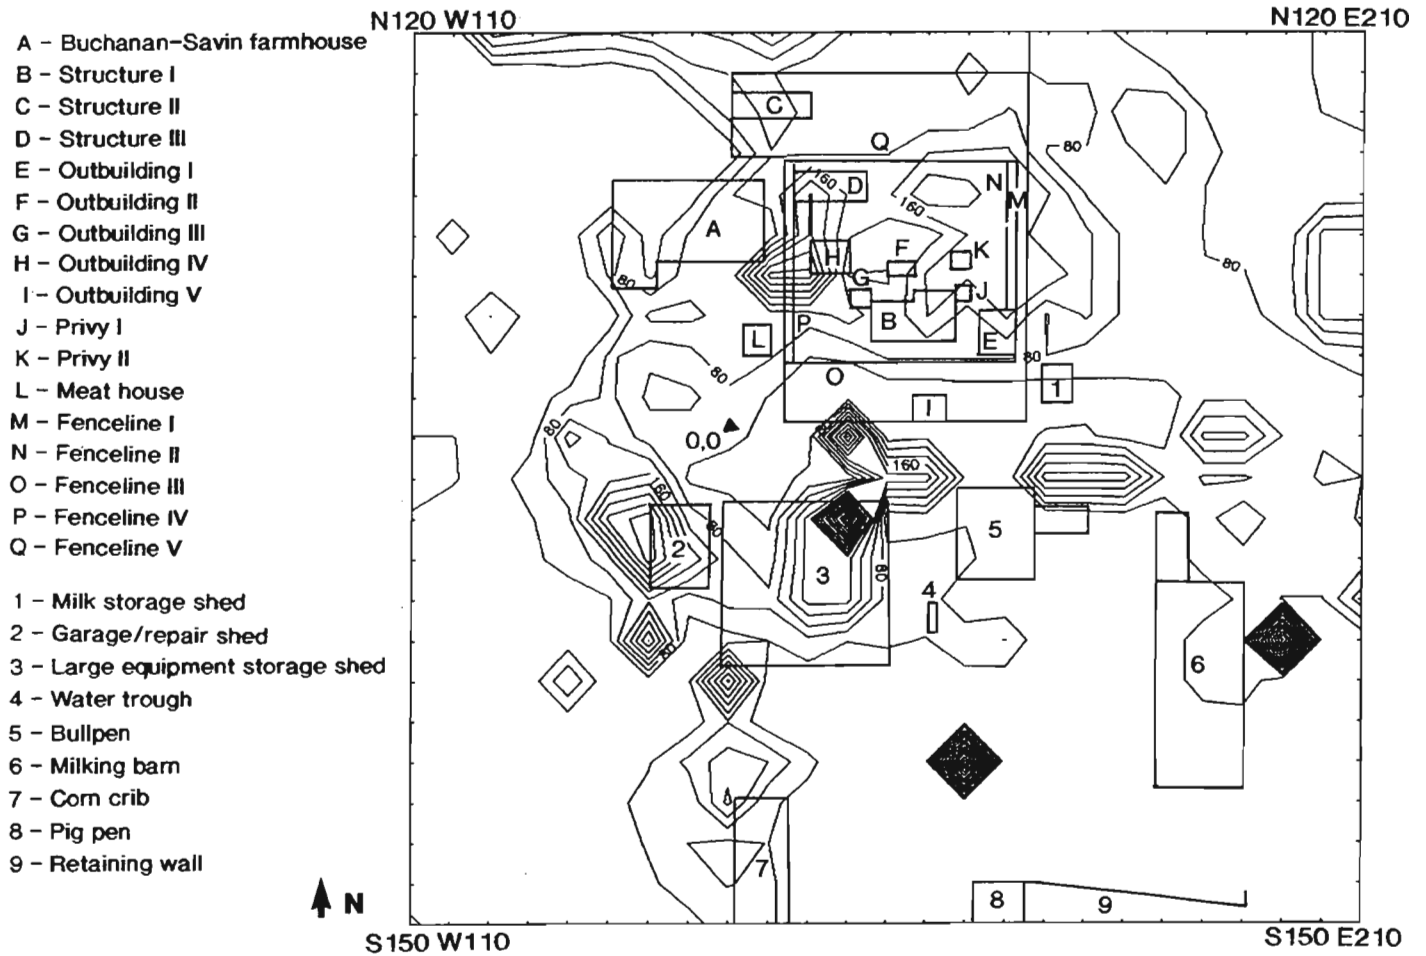 N120 W110
N120 E210
A - Buchanan-Savin farmhouse
B - Structure I
C - Structure II
D - Structure III
E - Outbuilding I
F - Outbuilding II
G - Outbuilding III
H - Outbuilding IV
I - Outbuilding V
J - Privy I
K - Privy II
L - Meat house
M - Fenceline I
N - Fenceline II
O - Fenceline III
P - Fenceline IV
Q - Fenceline V
1 - Milk storage shed
2 - Garage/repair shed
3 - Large equipment storage shed
4 - Water trough
5 - Bullpen
6 - Milking barn
7 - Corn crib
8 - Pig pen
9 - Retaining wall
N
C
Q
80
160
D
N
M
160
A
H
F
K
80
80
G
J
P
B
L
E
80
80
O
1
I
80
0,0
160
160
80
5
2
3
80
4
80
6
7
8
9
S150 W110
S150 E210